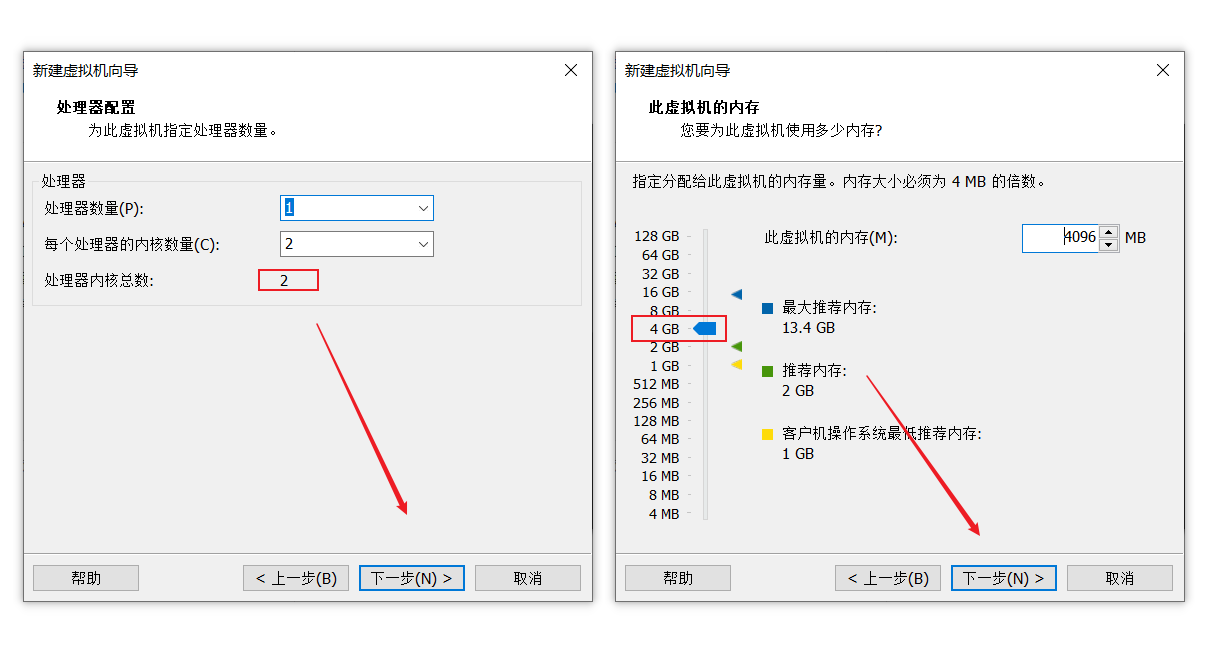 新建虚拟机向导
处理器配置
为此虚拟机指定处理器数量。
处理器
处理器数量(P):
1
每个处理器的内核数量(C):
2
处理器内核总数:
2
帮助
< 上一步(B)
下一步(N) >
取消
新建虚拟机向导
此虚拟机的内存
您要为此虚拟机使用多少内存?
指定分配给此虚拟机的内存量。内存大小必须为 4 MB 的倍数。
128 GB
64 GB
32 GB
16 GB
8 GB
4 GB
2 GB
1 GB
512 MB
256 MB
128 MB
64 MB
32 MB
16 MB
8 MB
4 MB
此虚拟机的内存(M):
4096 MB
最大推荐内存:
13.4 GB
推荐内存:
2 GB
客户机操作系统最低推荐内存:
1 GB
帮助
< 上一步(B)
下一步(N) >
取消